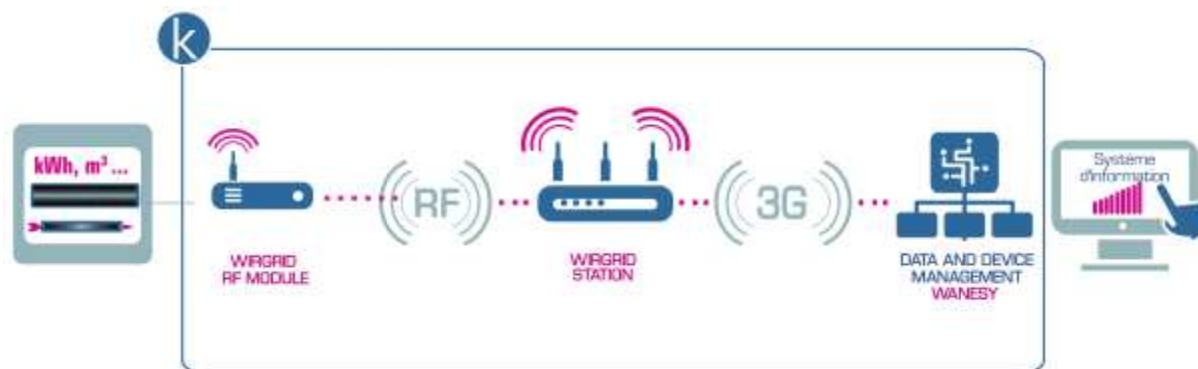 k
kWh, m³ ...
RF
3G
Système
d'information
WIRGRID
RF MODULE
WIRGRID
STATION
DATA AND DEVICE
MANAGEMENT
WANESY